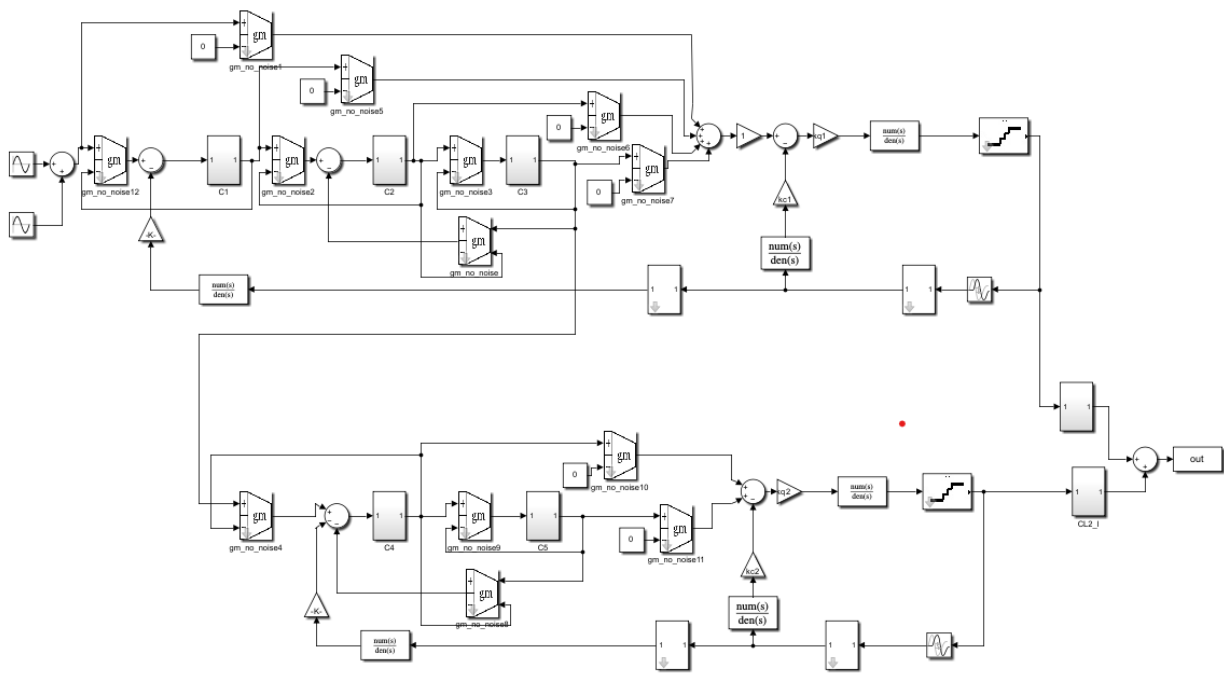 gm
0
gm_no_noise1
gm
0
gm_no_noise5
gm
0
gm_no_noise6
gm
gm_no_noise12
1 1
C1
gm
gm_no_noise2
1 1
C2
gm
gm_no_noise3
1 1
C3
gm
0
gm_no_noise7
1
kq1
num(s)
den(s)
kc1
-K-
gm
gm_no_noise
num(s)
den(s)
num(s)
den(s)
1 1
1 1
1 1
gm
0
gm_no_noise10
out
gm
gm_no_noise4
1 1
C4
gm
gm_no_noise9
1 1
C5
gm
0
gm_no_noise11
kq2
num(s)
den(s)
1 1
CL2_I
kc2
gm
gm_no_noise8
-K-
num(s)
den(s)
num(s)
den(s)
1 1
1 1